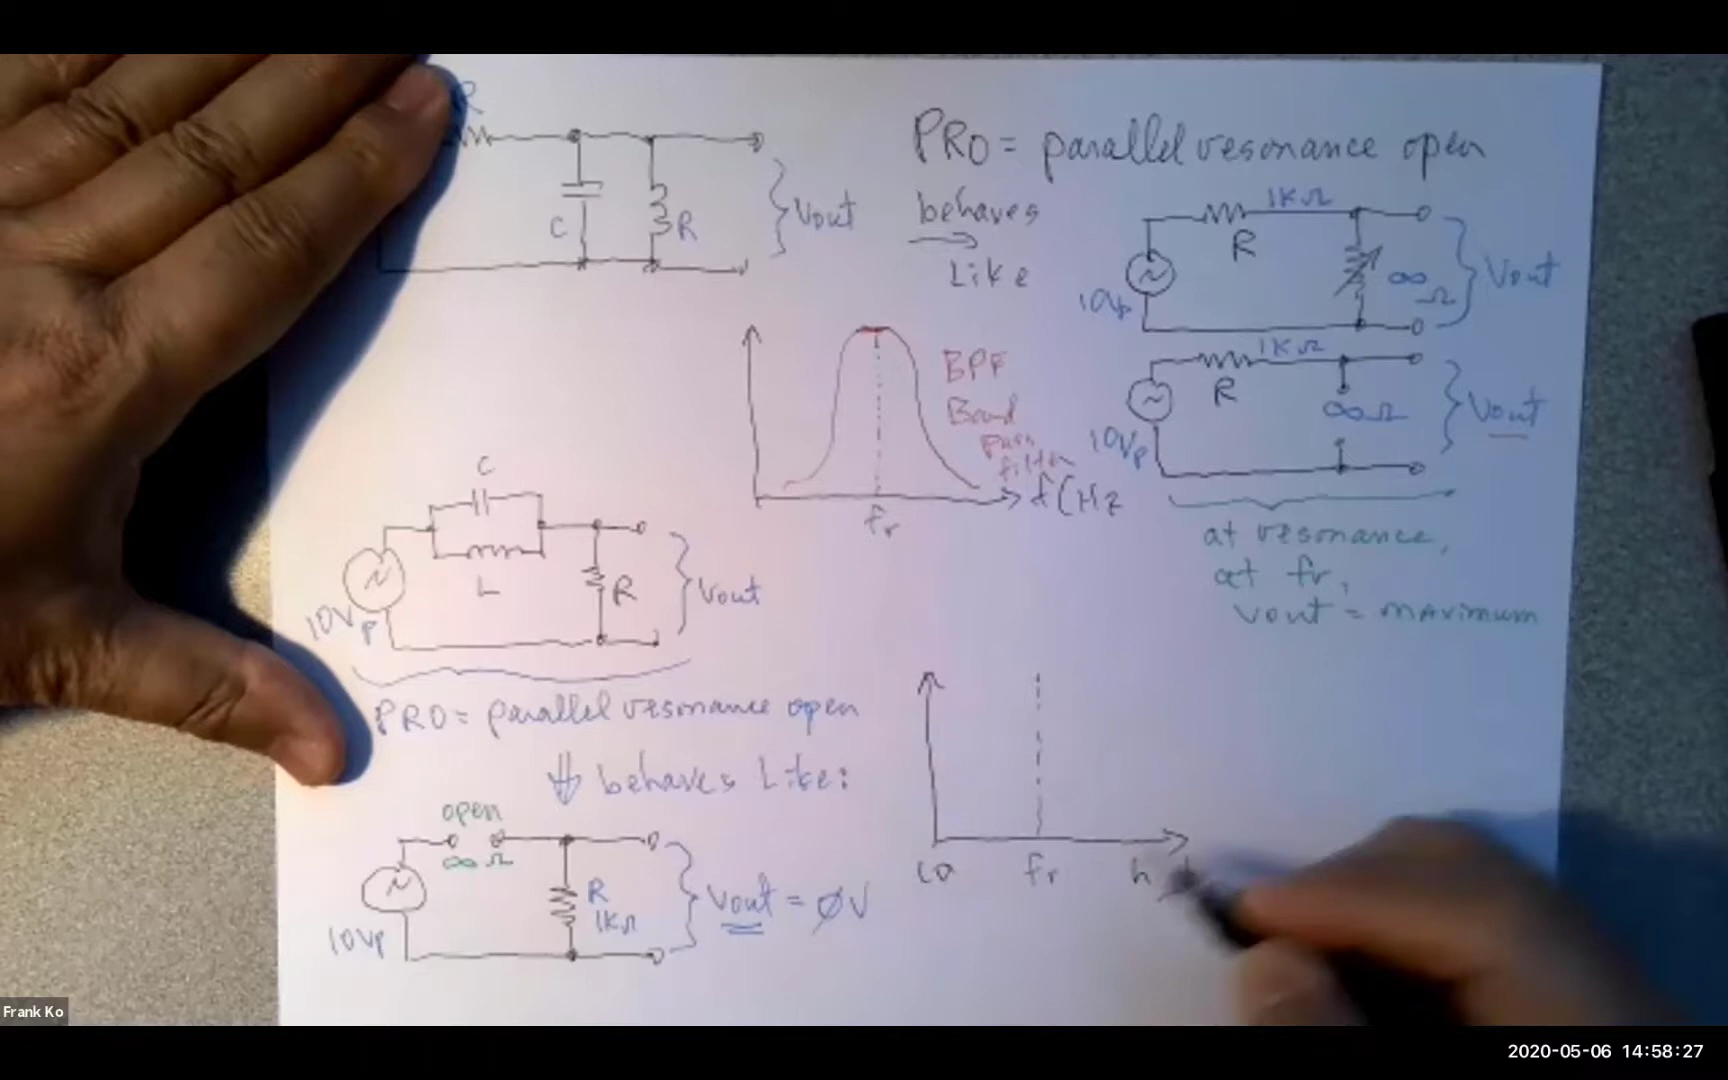 R
C
R
Vout
behaves
Like
PRO = parallel resonance open
1KΩ
R
10Vp
∞
Ω
Vout
1KΩ
R
10Vp
∞Ω
Vout
BPF
Band
pass
filter
fr
f(Hz
at resonance,
at fr,
Vout = maximum
C
L
10Vp
R
Vout
PRO = parallel resonance open
⇓ behaves Like:
open
∞Ω
10Vp
R
1KΩ
Vout = ØV
Lo
fr
h
Frank Ko
2020-05-06 14:58:27